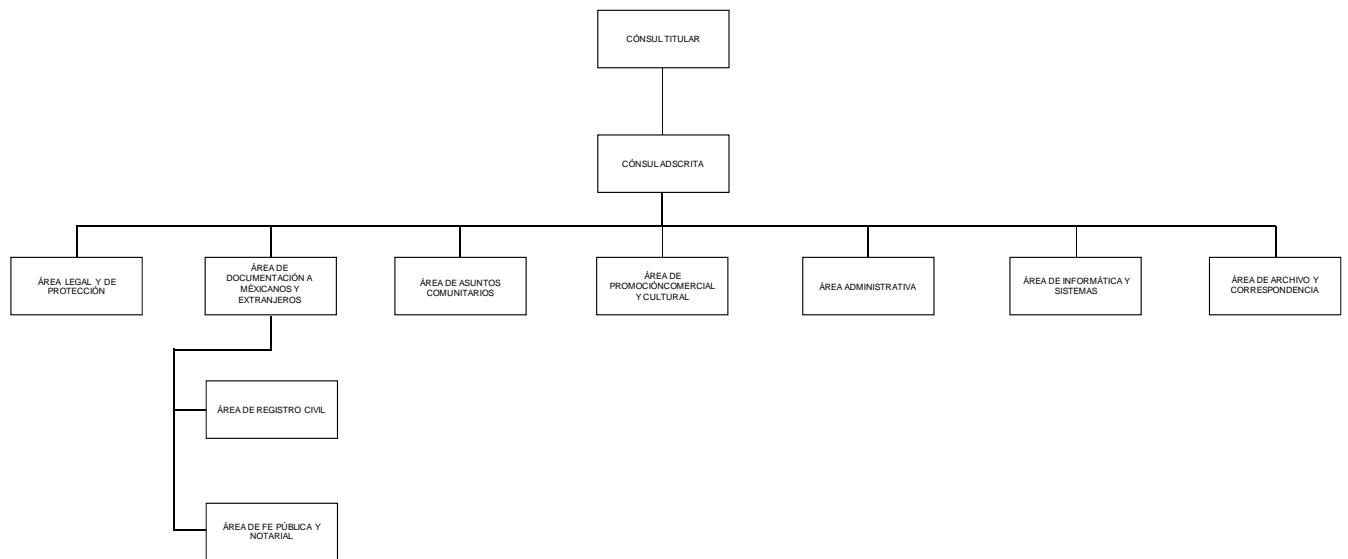 CÓNSUL TITULAR
CÓNSUL ADSCRITA
ÁREA LEGAL Y DE
PROTECCIÓN
ÁREA DE
DOCUMENTACIÓN A
MÉXICANOS Y
EXTRANJEROS
ÁREA DE ASUNTOS
COMUNITARIOS
ÁREA DE
PROMOCIÓNCOMERCIAL
Y CULTURAL
ÁREA ADMINISTRATIVA
ÁREA DE INFORMÁTICA Y
SISTEMAS
ÁREA DE ARCHIVO Y
CORRESPONDENCIA
ÁREA DE REGISTRO CIVIL
ÁREA DE FE PÚBLICA Y
NOTARIAL